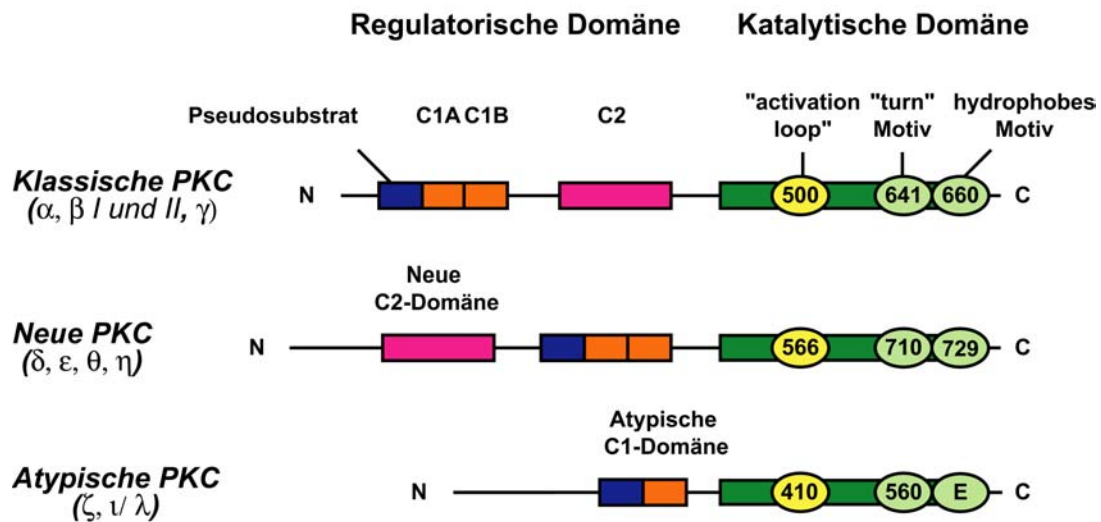 Regulatorische Domäne Katalytische Domäne
Pseudosubstrat C1A C1B C2 "activation loop" "turn" Motiv hydrophobes Motiv
Klassische PKC
(α, β I und II, γ)
N 500 641 660 C
Neue
C2-Domäne
Neue PKC
(δ, ε, θ, η)
N 566 710 729 C
Atypische
C1-Domäne
Atypische PKC
(ζ, ι/ λ)
N 410 560 E C